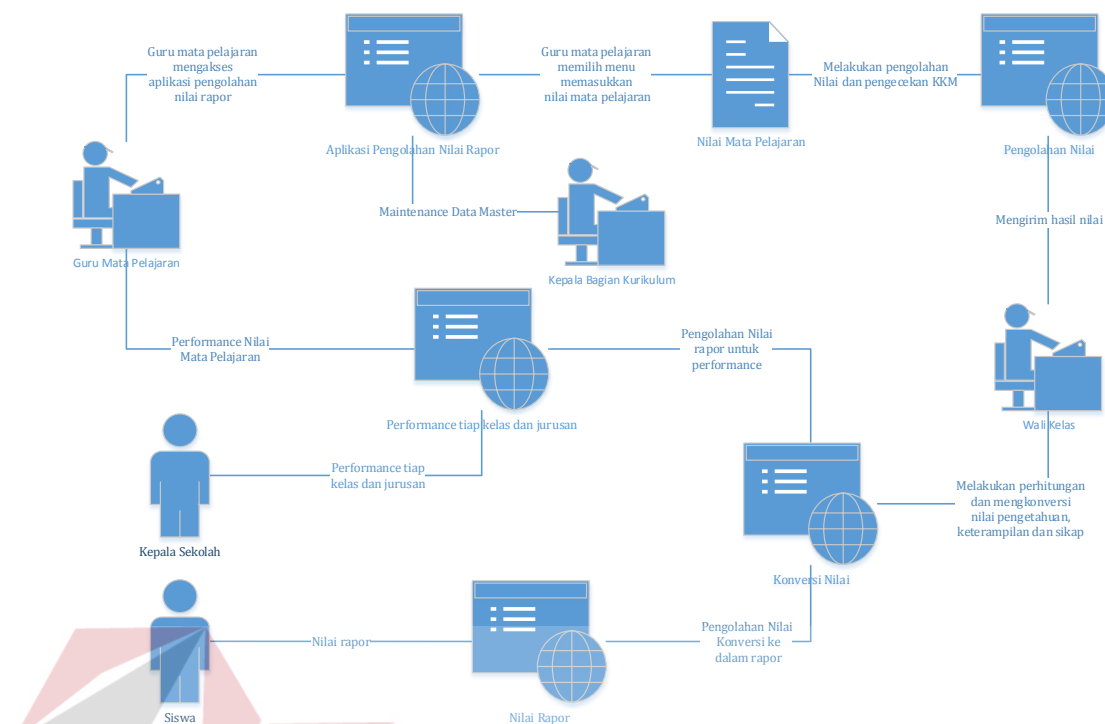 Guru mata pelajaran
mengakses
aplikasi pengolahan
nilai rapor
Guru mata pelajaran
memilih menu
memasukkan
nilai mata pelajaran
Melakukan pengolahan
Nilai dan pengecekan KKM
Aplikasi Pengolahan Nilai Rapor
Nilai Mata Pelajaran
Pengolahan Nilai
Maintenance Data Master
Mengirim hasil nilai
Guru Mata Pelajaran
Kepala Bagian Kurikulum
Performance Nilai
Mata Pelajaran
Pengolahan Nilai
rapor untuk
performance
Performance tiap kelas dan jurusan
Wali Kelas
Performance tiap
kelas dan jurusan
Melakukan perhitungan
dan mengkonversi
nilai pengetahuan,
keterampilan dan sikap
Kepala Sekolah
Konversi Nilai
Nilai rapor
Pengolahan Nilai
Konversi ke
dalam rapor
Siswa
Nilai Rapor